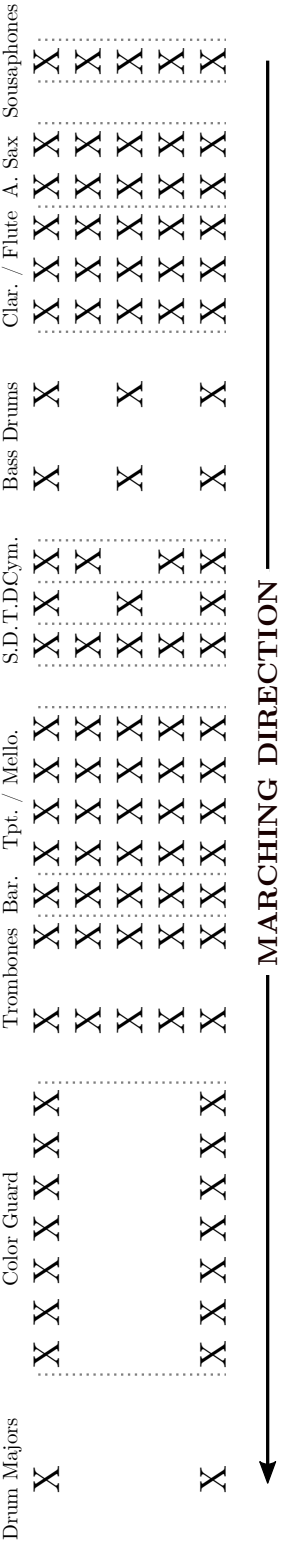 Drum Majors Color Guard Trombones Bar. Tpt. / Mello. S.D. T.D. Cym. Bass Drums Clar. / Flute A. Sax Sousaphones
X X X X X X X X X X X X X X X X X X X X X X X X X X
X X X X X X X X X X X X X X X
X X X X X X X X X X X X X X X X X
X X X X X X X X X X X X X X X
X X X X X X X X X X X X X X X X X X X X X X X X X X
MARCHING DIRECTION